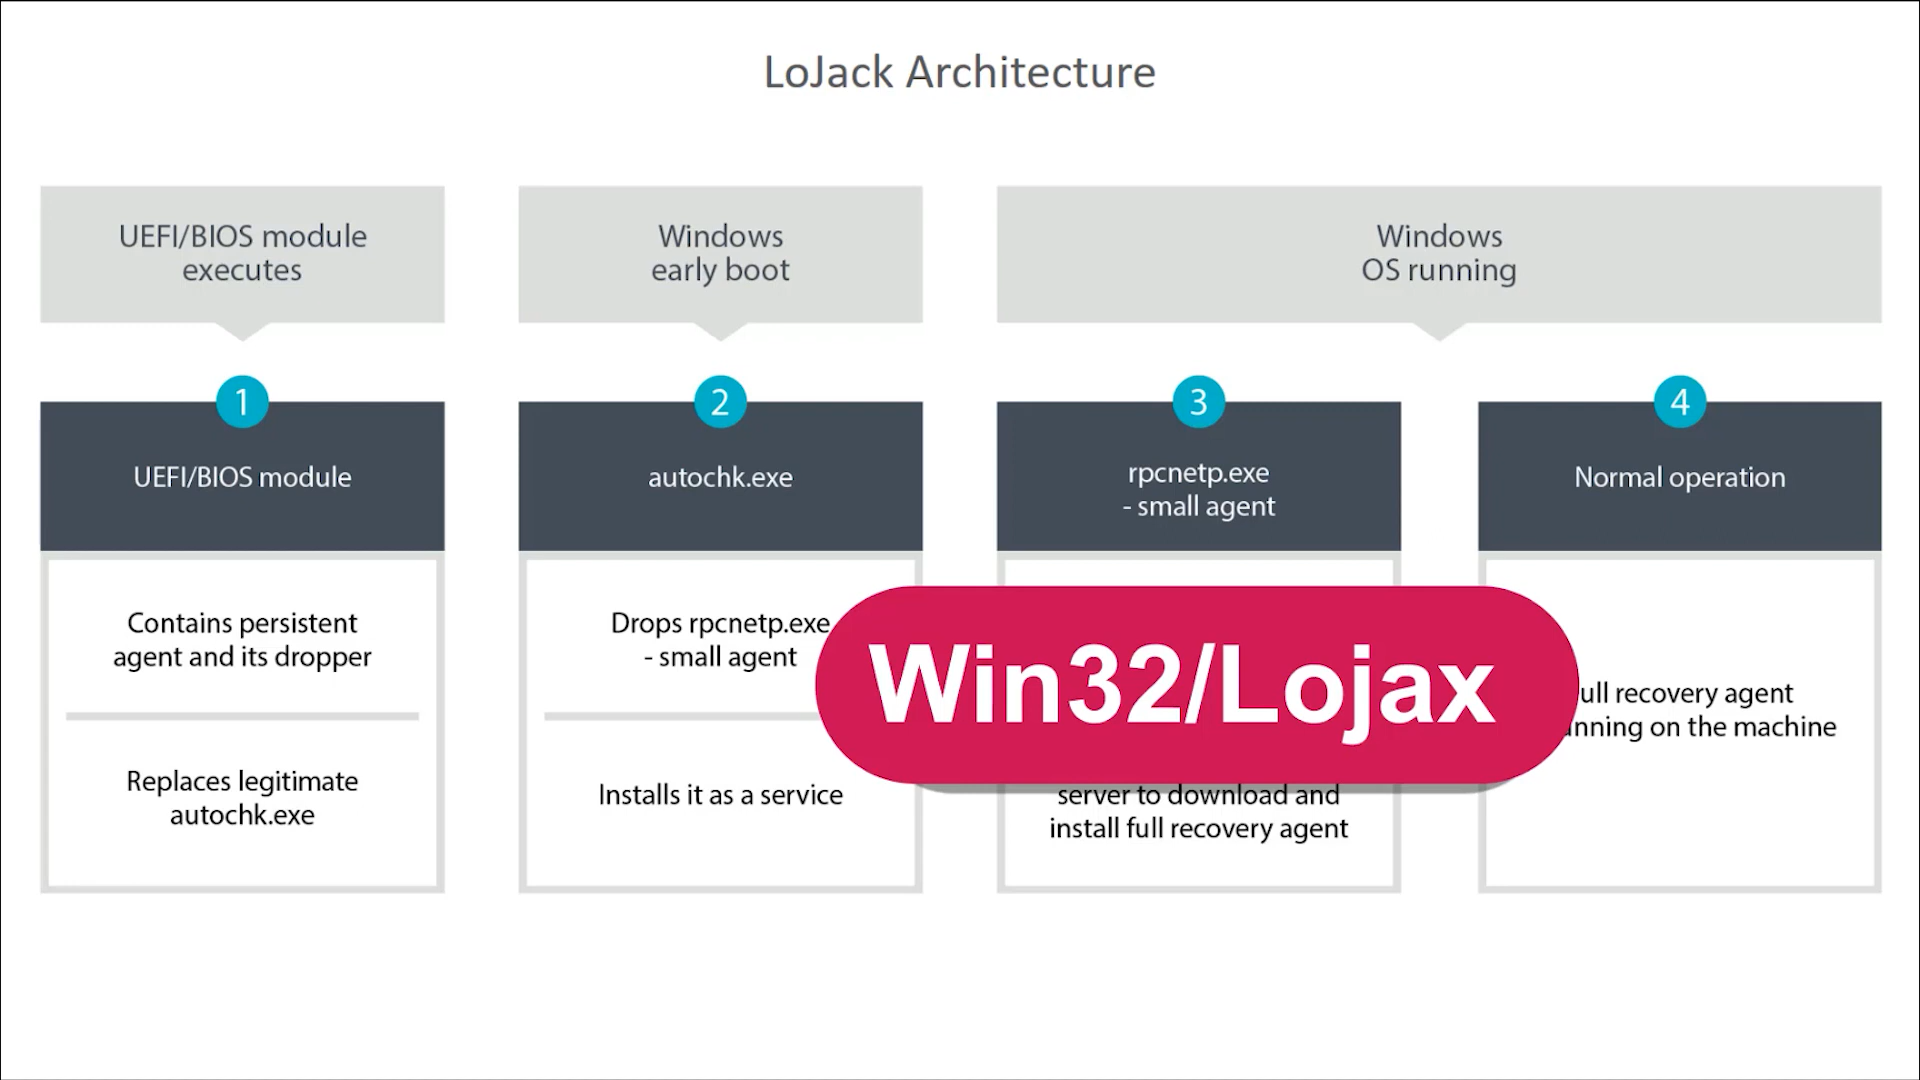 LoJack Architecture
UEFI/BIOS module
executes
Windows
early boot
Windows
OS running
1
2
3
4
UEFI/BIOS module
autochk.exe
rpcnetp.exe
- small agent
Normal operation
Contains persistent
agent and its dropper
Replaces legitimate
autochk.exe
Drops rpcnetp.exe
- small agent
Installs it as a service
Win32/Lojax
server to download and
install full recovery agent
recovery agent
on the machine